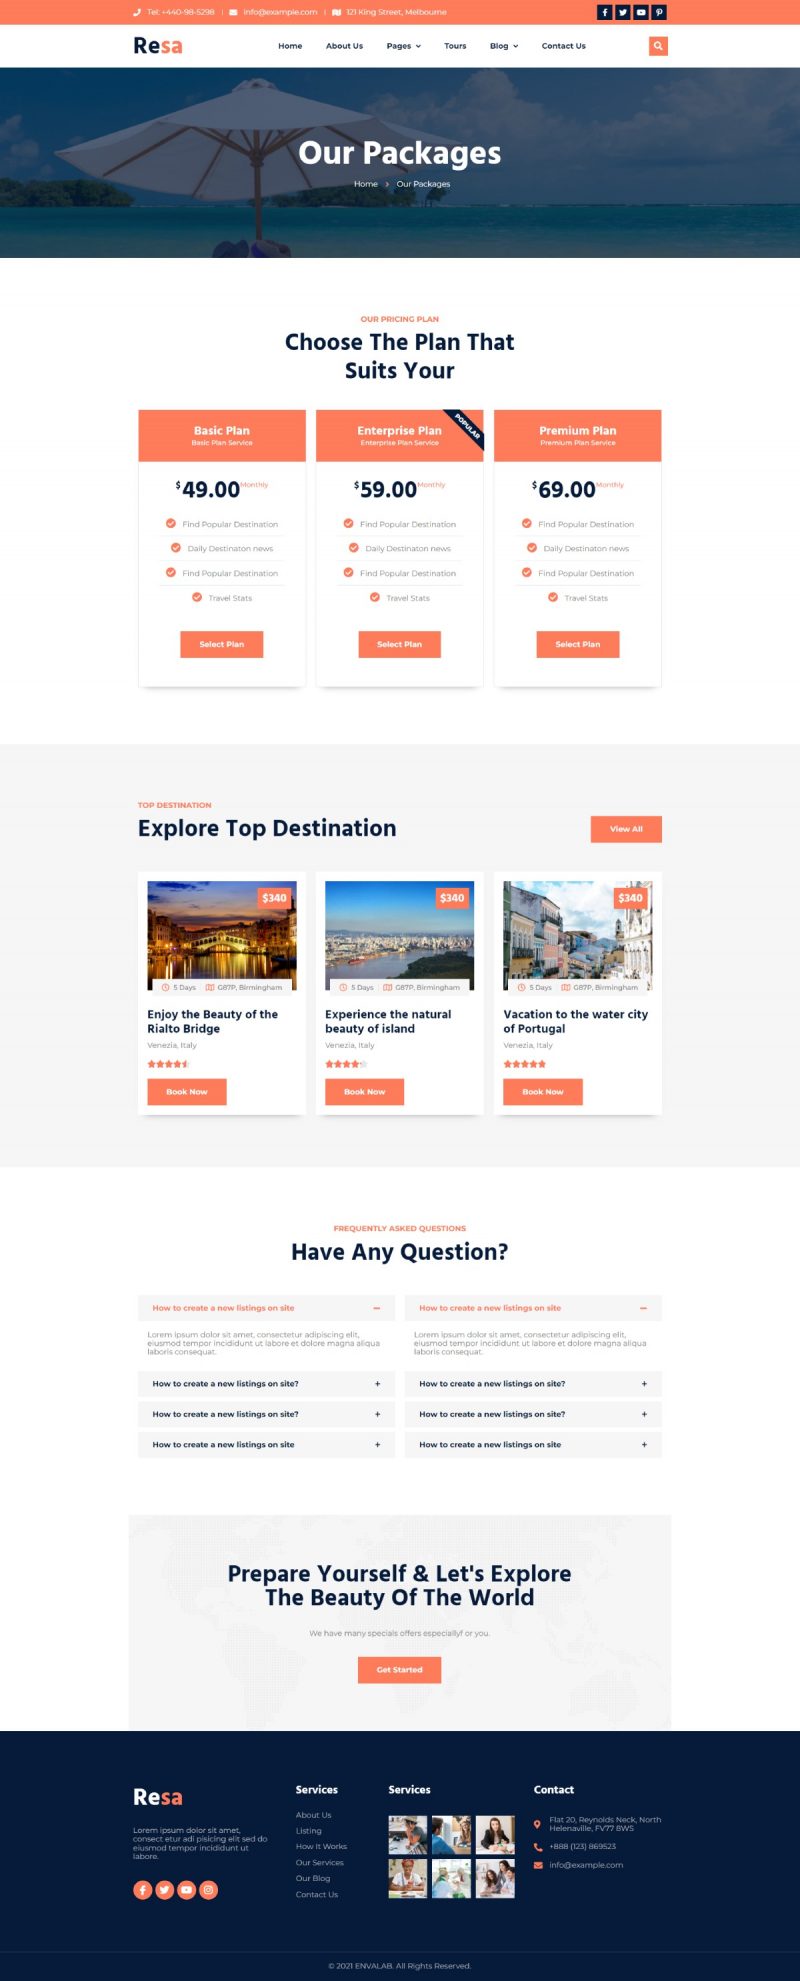 Tel: +440-98-5298 | info@example.com | 121 King Street, Melbourne
Resa
Home About Us Pages Tours Blog Contact Us
Our Packages
Home Our Packages
OUR PRICING PLAN
Choose The Plan That
Suits Your
Basic Plan
Basic Plan Service
$49.00 Monthly
Find Popular Destination
Daily Destinaton news
Find Popular Destination
Travel Stats
Select Plan
Enterprise Plan
Enterprise Plan Service
POPULAR
$59.00 Monthly
Find Popular Destination
Daily Destinaton news
Find Popular Destination
Travel Stats
Select Plan
Premium Plan
Premium Plan Service
$69.00 Monthly
Find Popular Destination
Daily Destinaton news
Find Popular Destination
Travel Stats
Select Plan
TOP DESTINATION
Explore Top Destination
View All
$340
5 Days G87P, Birmingham
Enjoy the Beauty of the
Rialto Bridge
Venezia, Italy
Book Now
$340
5 Days G87P, Birmingham
Experience the natural
beauty of island
Venezia, Italy
Book Now
$340
5 Days G87P, Birmingham
Vacation to the water city
of Portugal
Venezia, Italy
Book Now
FREQUENTLY ASKED QUESTIONS
Have Any Question?
How to create a new listings on site −
Lorem ipsum dolor sit amet, consectetur adipiscing elit,
eiusmod tempor incididunt ut labore et dolore magna aliqua
laboris consequat.
How to create a new listings on site? +
How to create a new listings on site? +
How to create a new listings on site +
How to create a new listings on site −
Lorem ipsum dolor sit amet, consectetur adipiscing elit,
eiusmod tempor incididunt ut labore et dolore magna aliqua
laboris consequat.
How to create a new listings on site? +
How to create a new listings on site? +
How to create a new listings on site +
Prepare Yourself & Let's Explore
The Beauty Of The World
We have many specials offers especiallyf or you.
Get Started
Resa
Lorem ipsum dolor sit amet,
consect etur adi pisicing elit sed do
eiusmod tempor incididunt ut
labore.
Services
About Us
Listing
How It Works
Our Services
Our Blog
Contact Us
Services
Contact
Flat 20, Reynolds Neck, North
Helenaville, FV77 8WS
+888 (123) 869523
info@example.com
© 2021 ENVALAB. All Rights Reserved.